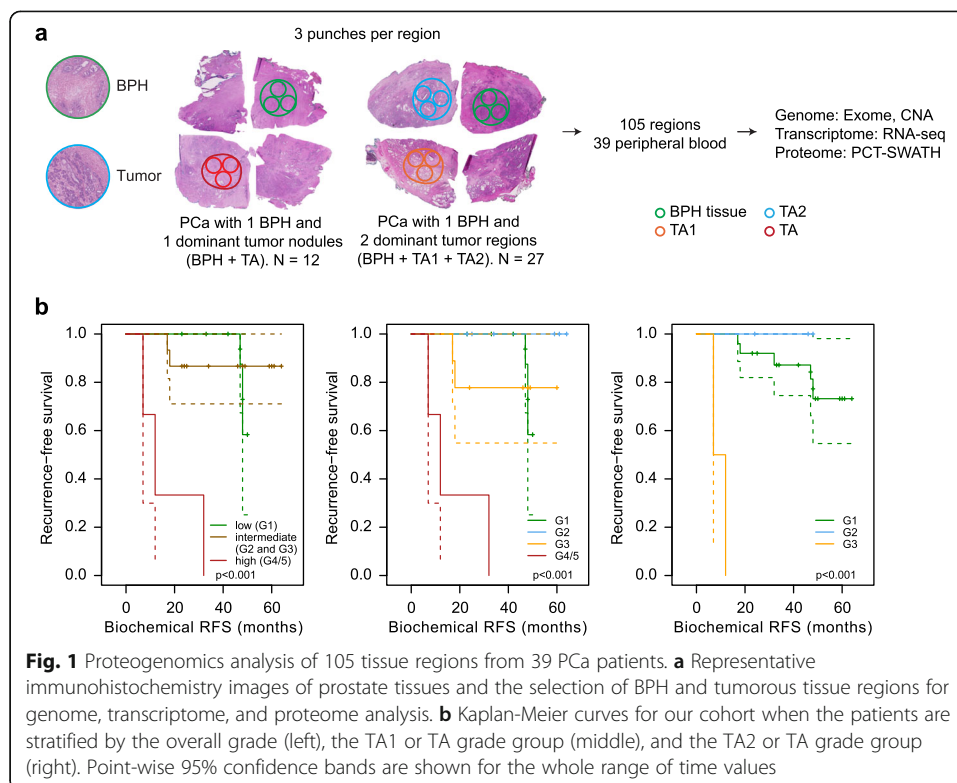 a
3 punches per region
BPH
Tumor
PCa with 1 BPH and
1 dominant tumor nodules
(BPH + TA). N = 12
PCa with 1 BPH and
2 dominant tumor regions
(BPH + TA1 + TA2). N = 27
105 regions
39 peripheral blood
Genome: Exome, CNA
Transcriptome: RNA-seq
Proteome: PCT-SWATH
BPH tissue
TA2
TA1
TA
b
Recurrence-free survival
1.0
0.8
0.6
0.4
0.2
0.0
low (G1)
intermediate
(G2 and G3)
high (G4/5)
p<0.001
0 20 40 60
Biochemical RFS (months)
Recurrence-free survival
1.0
0.8
0.6
0.4
0.2
0.0
G1
G2
G3
G4/5
p<0.001
0 20 40 60
Biochemical RFS (months)
Recurrence-free survival
1.0
0.8
0.6
0.4
0.2
0.0
G1
G2
G3
p<0.001
0 20 40 60
Biochemical RFS (months)
Fig. 1 Proteogenomics analysis of 105 tissue regions from 39 PCa patients. a Representative
immunohistochemistry images of prostate tissues and the selection of BPH and tumorous tissue regions for
genome, transcriptome, and proteome analysis. b Kaplan-Meier curves for our cohort when the patients are
stratified by the overall grade (left), the TA1 or TA grade group (middle), and the TA2 or TA grade group
(right). Point-wise 95% confidence bands are shown for the whole range of time values